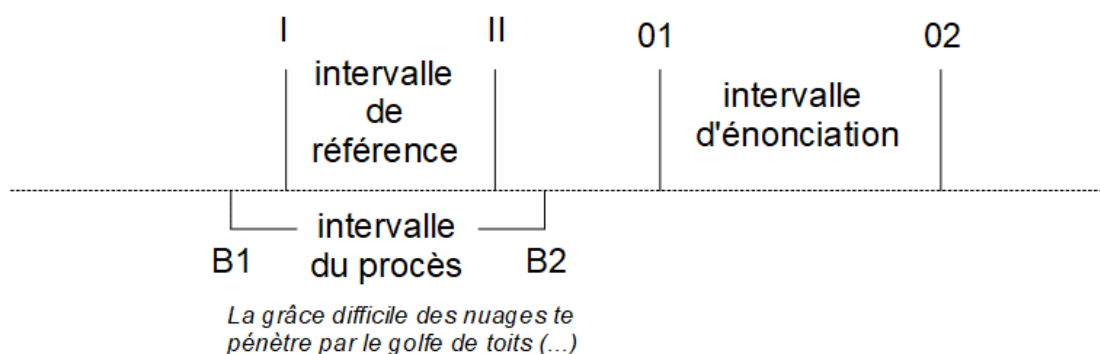 I II 01 02
intervalle
de
référence
intervalle
d'énonciation
intervalle
du procès
B1 B2
La grâce difficile des nuages te
pénètre par le golfe de toits (...)